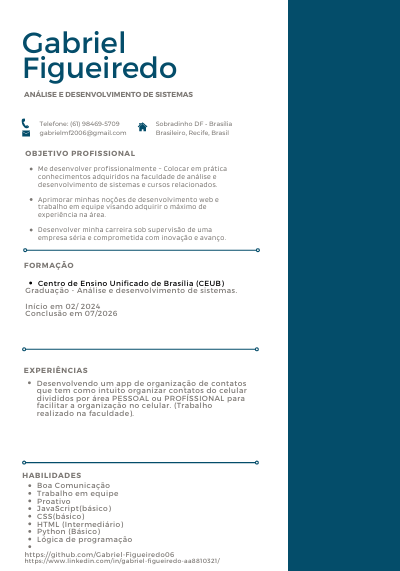 Gabriel
Figueiredo
ANÁLISE E DESENVOLVIMENTO DE SISTEMAS
Telefone: (61) 98469-5709
gabrielmf2006@gmail.com
Sobradinho DF - Brasília
Brasileiro, Recife, Brasil
OBJETIVO PROFISSIONAL
Me desenvolver profissionalmente – Colocar em prática
conhecimentos adquiridos na faculdade de análise e
desenvolvimento de sistemas e cursos relacionados.
Aprimorar minhas noções de desenvolvimento web e
trabalho em equipe visando adquirir o máximo de
experiência na área.
Desenvolver minha carreira sob supervisão de uma
empresa séria e comprometida com inovação e avanço.
FORMAÇÃO
Centro de Ensino Unificado de Brasília (CEUB)
Graduação - Análise e desenvolvimento de sistemas.
Início em 02/ 2024
Conclusão em 07/2026
EXPERIÊNCIAS
Desenvolvendo um app de organização de contatos
que tem como intuito organizar contatos do celular
divididos por área PESSOAL ou PROFISSIONAL para
facilitar a organização no celular. (Trabalho
realizado na faculdade).
HABILIDADES
Boa Comunicação
Trabalho em equipe
Proativo
JavaScript(básico)
CSS(básico)
HTML (Intermediário)
Python (Básico)
Lógica de programação
https://github.com/Gabriel-Figueiredo06
https://www.linkedin.com/in/gabriel-figueiredo-aa8810321/